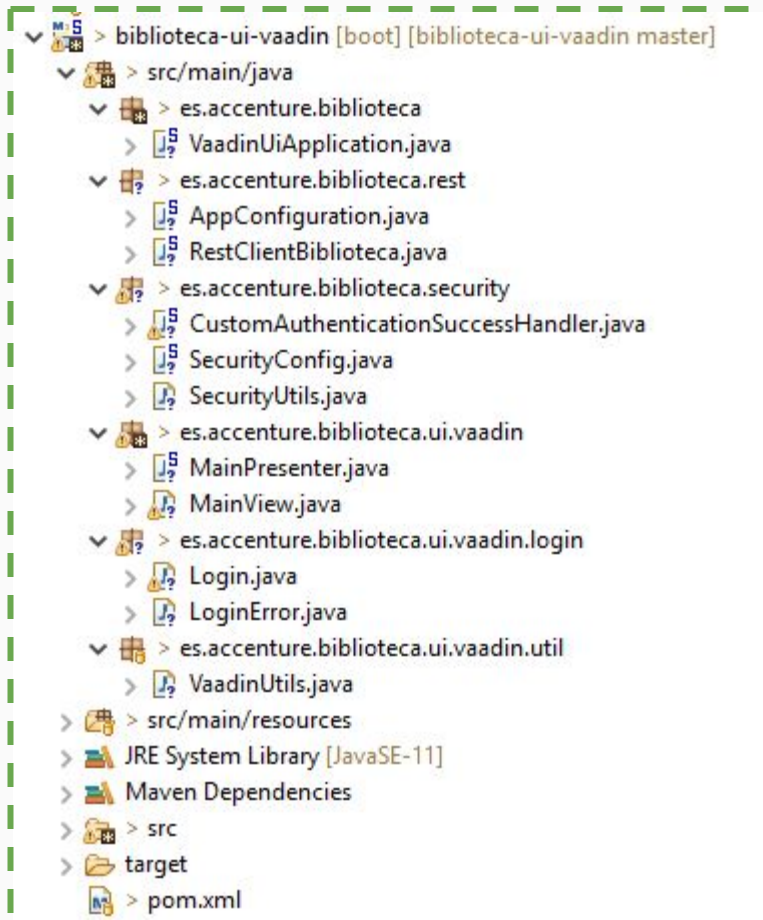 > biblioteca-ui-vaadin [boot] [biblioteca-ui-vaadin master]
> src/main/java
> es.accenture.biblioteca
> VaadinUiApplication.java
> es.accenture.biblioteca.rest
> AppConfiguration.java
> RestClientBiblioteca.java
> es.accenture.biblioteca.security
> CustomAuthenticationSuccessHandler.java
> SecurityConfig.java
> SecurityUtils.java
> es.accenture.biblioteca.ui.vaadin
> MainPresenter.java
> MainView.java
> es.accenture.biblioteca.ui.vaadin.login
> Login.java
> LoginError.java
> es.accenture.biblioteca.ui.vaadin.util
> VaadinUtils.java
> > src/main/resources
> JRE System Library [JavaSE-11]
> Maven Dependencies
> > src
> target
> pom.xml